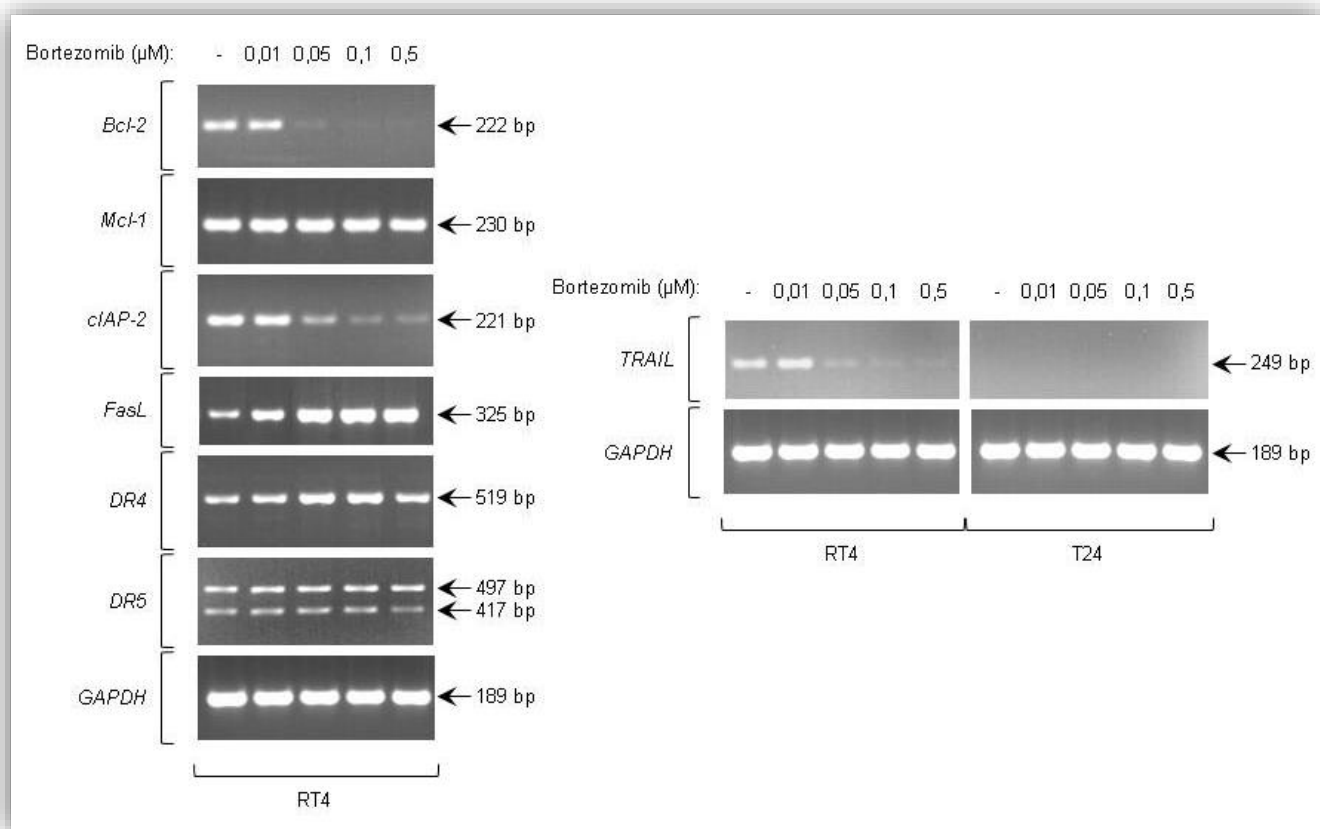 Bortezomib (µM): - 0,01 0,05 0,1 0,5
Bcl-2 222 bp
Mcl-1 230 bp
cIAP-2 221 bp
FasL 325 bp
DR4 519 bp
DR5 497 bp
417 bp
GAPDH 189 bp
RT4
Bortezomib (µM): - 0,01 0,05 0,1 0,5 - 0,01 0,05 0,1 0,5
TRAIL 249 bp
GAPDH 189 bp
RT4 T24